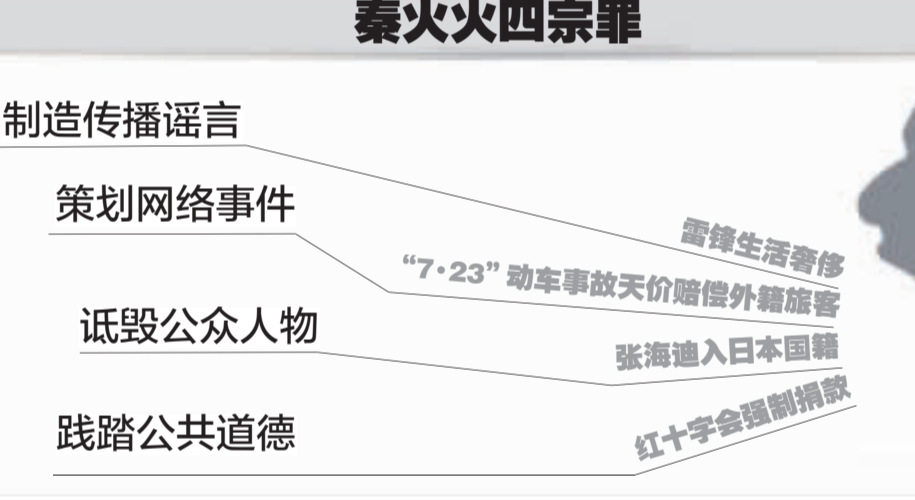 秦火火四宗罪
制造传播谣言
雷锋生活奢侈
策划网络事件
“7·23”动车事故天价赔偿外籍旅客
诋毁公众人物
张海迪入日本国籍
践踏公共道德
红十字会强制捐款